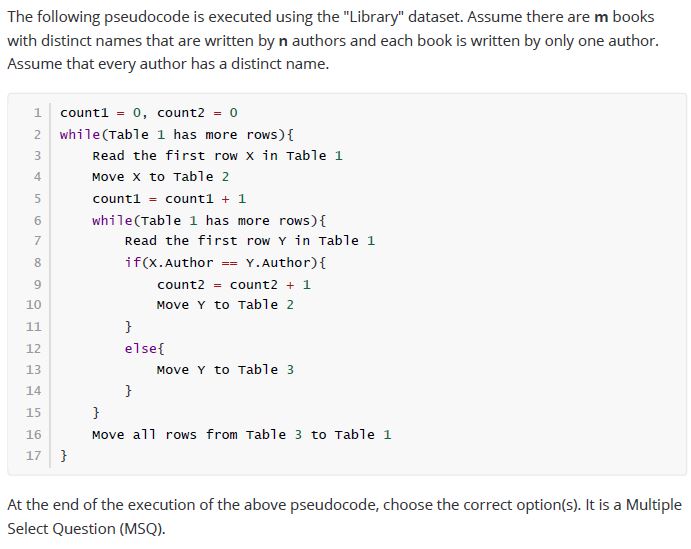 The following pseudocode is executed using the "Library" dataset. Assume there are m books
with distinct names that are written by n authors and each book is written by only one author.
Assume that every author has a distinct name.
1 count1 = 0, count2 = 0
2 while(Table 1 has more rows){
3 Read the first row X in Table 1
4 Move X to Table 2
5 count1 = count1 + 1
6 while(Table 1 has more rows){
7 Read the first row Y in Table 1
8 if(X.Author == Y.Author){
9 count2 = count2 + 1
10 Move Y to Table 2
11 }
12 else{
13 Move Y to Table 3
14 }
15 }
16 Move all rows from Table 3 to Table 1
17 }
At the end of the execution of the above pseudocode, choose the correct option(s). It is a Multiple
Select Question (MSQ).